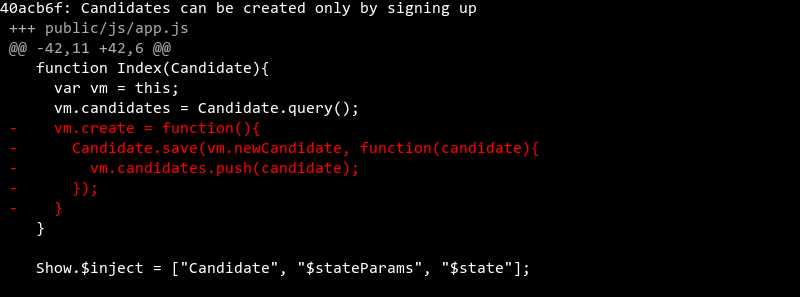 40acb6f: Candidates can be created only by signing up
+++ public/js/app.js
@@ -42,11 +42,6 @@
function Index(Candidate){
var vm = this;
vm.candidates = Candidate.query();
- vm.create = function(){
- Candidate.save(vm.newCandidate, function(candidate){
- vm.candidates.push(candidate);
- });
- }
}
Show.$inject = ["Candidate", "$stateParams", "$state"];